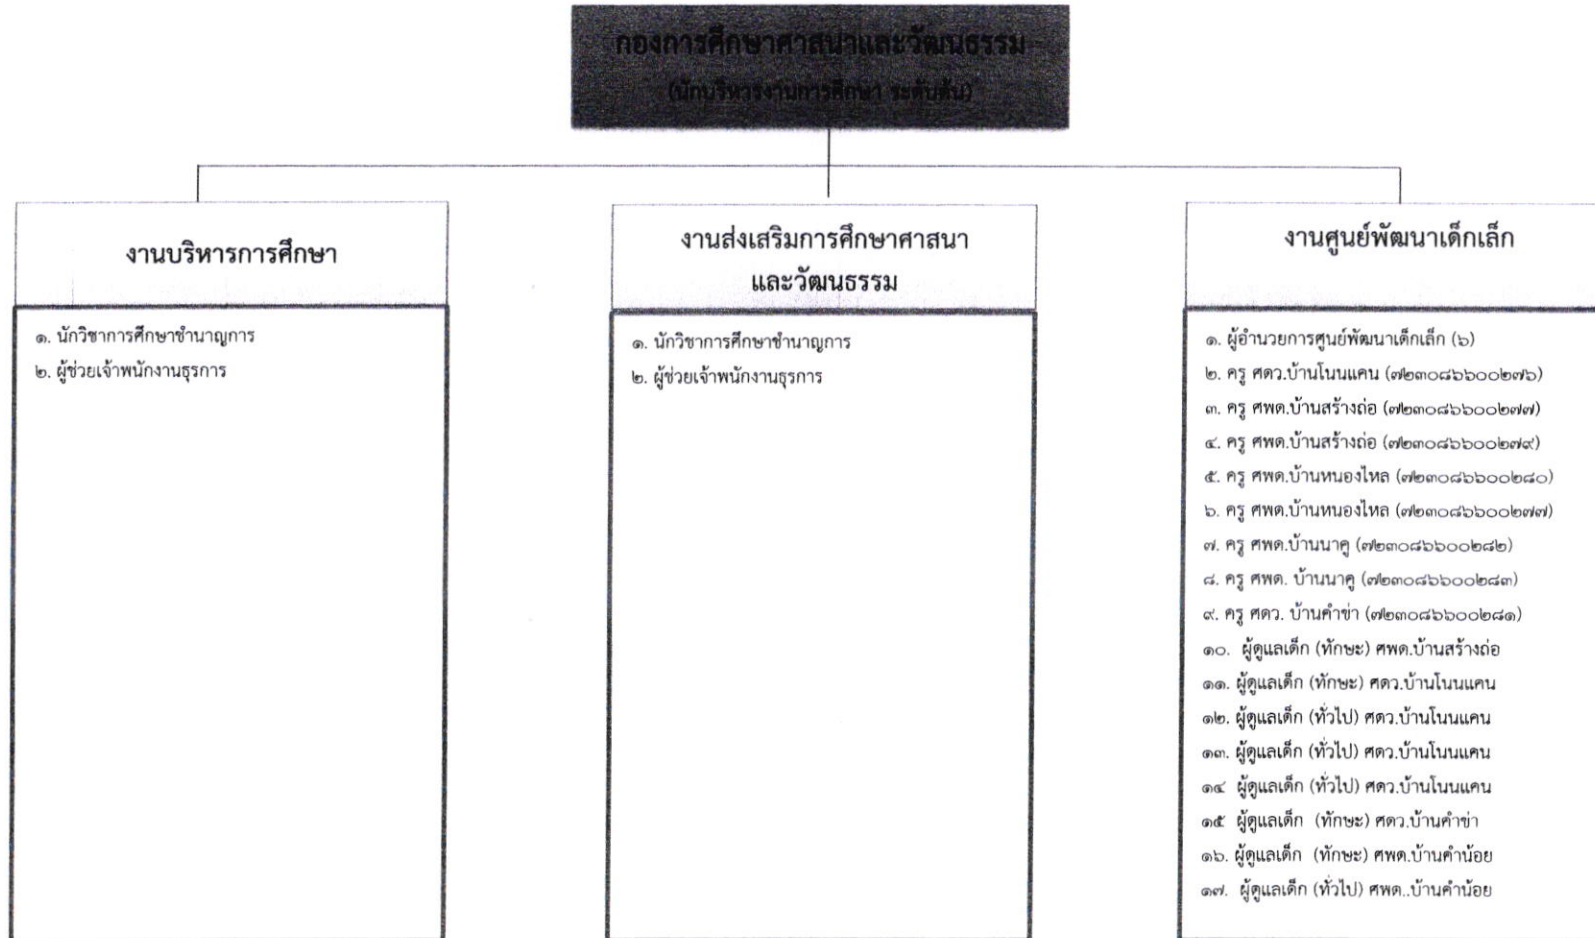 กองการศึกษาศาสนาและวัฒนธรรม
(นักบริหารงานการศึกษา ระดับต้น)
งานบริหารการศึกษา
๑. นักวิชาการศึกษาชำนาญการ
๒. ผู้ช่วยเจ้าพนักงานธุรการ
งานส่งเสริมการศึกษาศาสนา
และวัฒนธรรม
๑. นักวิชาการศึกษาชำนาญการ
๒. ผู้ช่วยเจ้าพนักงานธุรการ
งานศูนย์พัฒนาเด็กเล็ก
๑. ผู้อำนวยการศูนย์พัฒนาเด็กเล็ก (๖)
๒. ครู ศดว.บ้านโนนแคน (๗๒๓๐๘๖๖๐๐๒๗๖)
๓. ครู ศพด.บ้านสร้างถ่อ (๗๒๓๐๘๖๖๐๐๒๗๗)
๔. ครู ศพด.บ้านสร้างถ่อ (๗๒๓๐๘๖๖๐๐๒๗๙)
๕. ครู ศพด.บ้านหนองไหล (๗๒๓๐๘๖๖๐๐๒๘๐)
๖. ครู ศพด.บ้านหนองไหล (๗๒๓๐๘๖๖๐๐๒๗๗)
๗. ครู ศพด.บ้านนาคู (๗๒๓๐๘๖๖๐๐๒๘๒)
๘. ครู ศพด. บ้านนาคู (๗๒๓๐๘๖๖๐๐๒๘๓)
๙. ครู ศดว. บ้านคำข่า (๗๒๓๐๘๖๖๐๐๒๘๑)
๑๐. ผู้ดูแลเด็ก (ทักษะ) ศพด.บ้านสร้างถ่อ
๑๑. ผู้ดูแลเด็ก (ทักษะ) ศดว.บ้านโนนแคน
๑๒. ผู้ดูแลเด็ก (ทั่วไป) ศดว.บ้านโนนแคน
๑๓. ผู้ดูแลเด็ก (ทั่วไป) ศดว.บ้านโนนแคน
๑๔ ผู้ดูแลเด็ก (ทั่วไป) ศดว.บ้านโนนแคน
๑๕ ผู้ดูแลเด็ก (ทักษะ) ศดว.บ้านคำข่า
๑๖. ผู้ดูแลเด็ก (ทักษะ) ศพด.บ้านคำน้อย
๑๗. ผู้ดูแลเด็ก (ทั่วไป) ศพด..บ้านคำน้อย